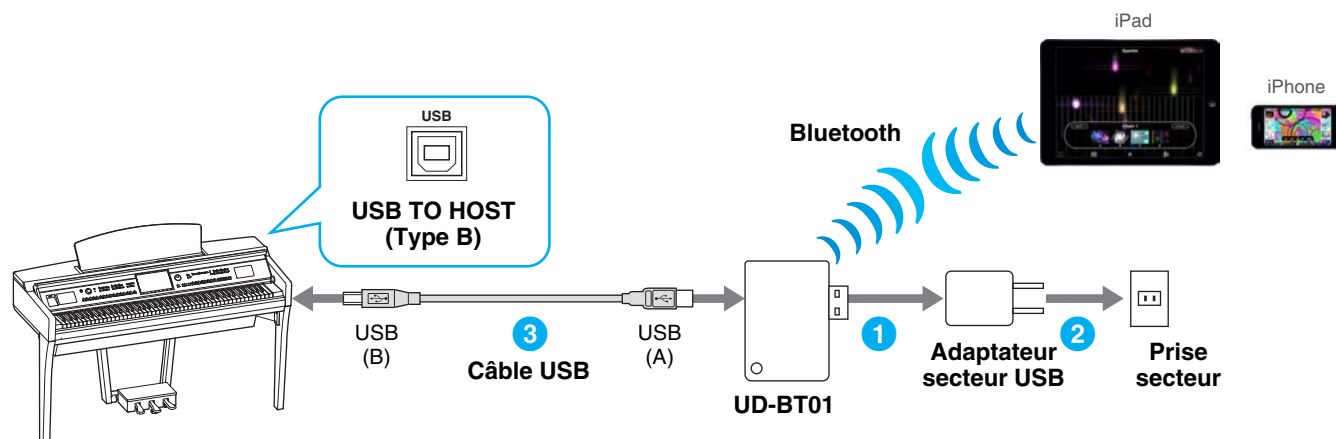 iPad
iPhone
Bluetooth
USB
USB TO HOST
(Type B)
USB
(B)
3
Câble USB
USB
(A)
UD-BT01
1
Adaptateur
secteur USB
2
Prise
secteur